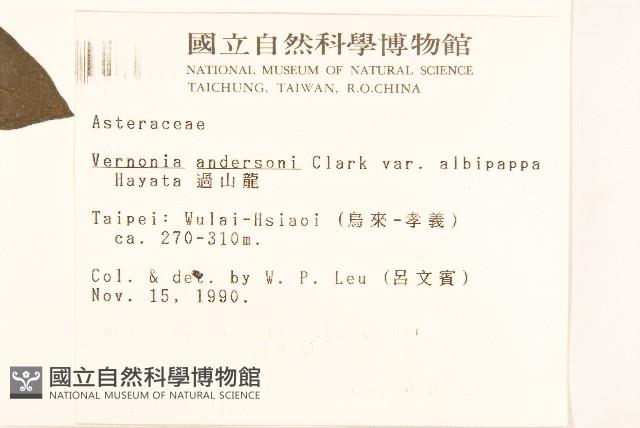 國立自然科學博物館
NATIONAL MUSEUM OF NATURAL SCIENCE
TAICHUNG, TAIWAN, R.O.CHINA
Asteraceae
Vernonia andersoni Clark var. albipappa
Hayata 過山龍
Taipei: Wulai-Hsiaoi (烏來-孝義)
ca. 270-310m.
Col. & det. by W. P. Leu (呂文賓)
Nov. 15, 1990.
國立自然科學博物館
NATIONAL MUSEUM OF NATURAL SCIENCE